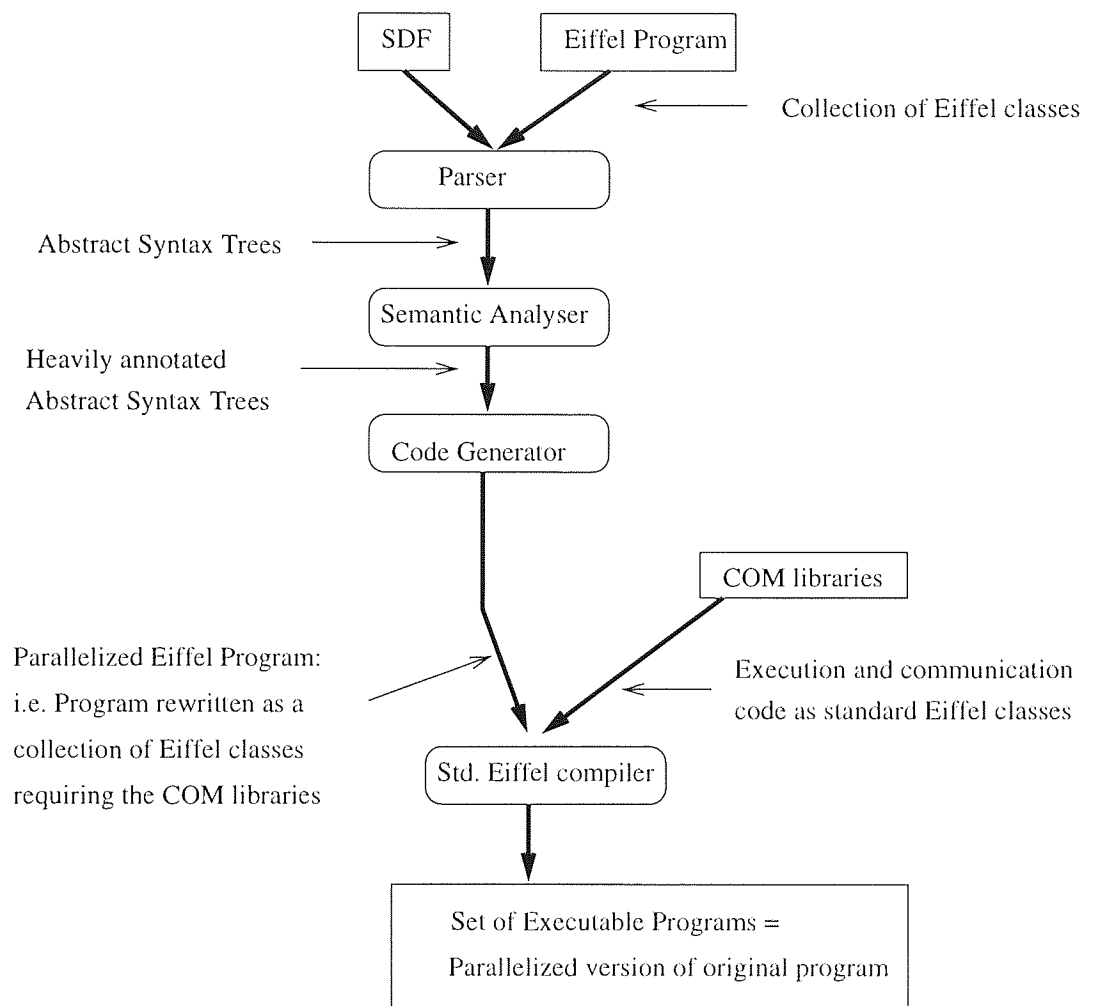 SDF
Eiffel Program
Collection of Eiffel classes
Parser
Abstract Syntax Trees
Semantic Analyser
Heavily annotated
Abstract Syntax Trees
Code Generator
COM libraries
Parallelized Eiffel Program:
i.e. Program rewritten as a
collection of Eiffel classes
requiring the COM libraries
Execution and communication
code as standard Eiffel classes
Std. Eiffel compiler
Set of Executable Programs =
Parallelized version of original program